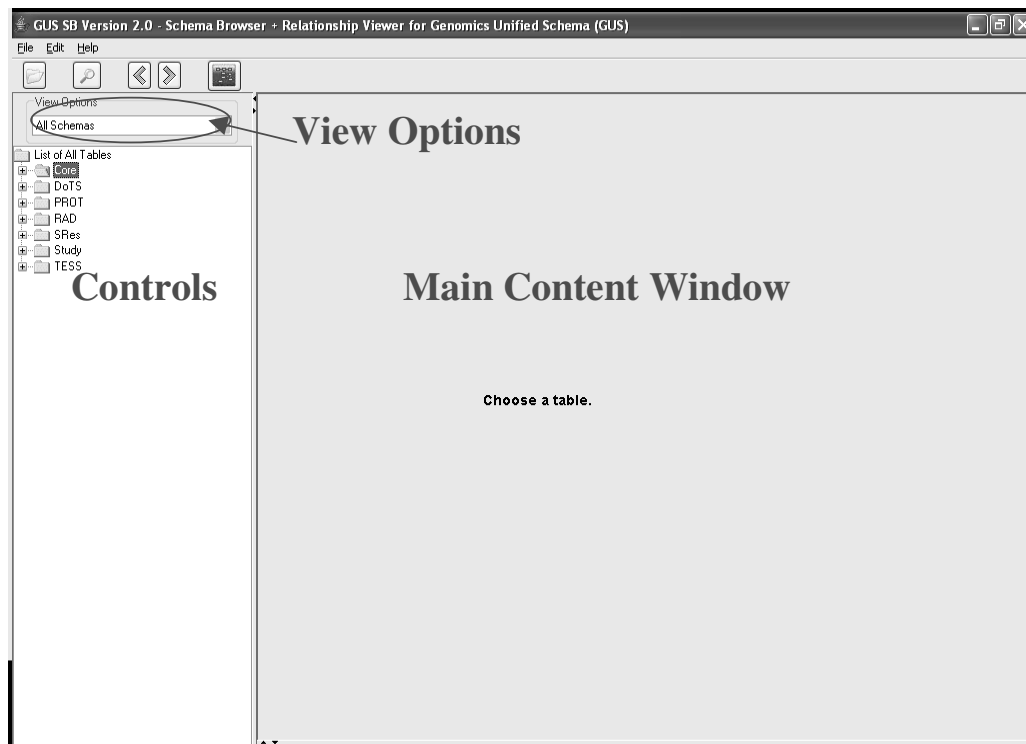 GUS SB Version 2.0 - Schema Browser + Relationship Viewer for Genomics Unified Schema (GUS)
File Edit Help
View Options
All Schemas
View Options
List of All Tables
Core
DoTS
PROT
RAD
SRes
Study
TESS
Controls
Main Content Window
Choose a table.